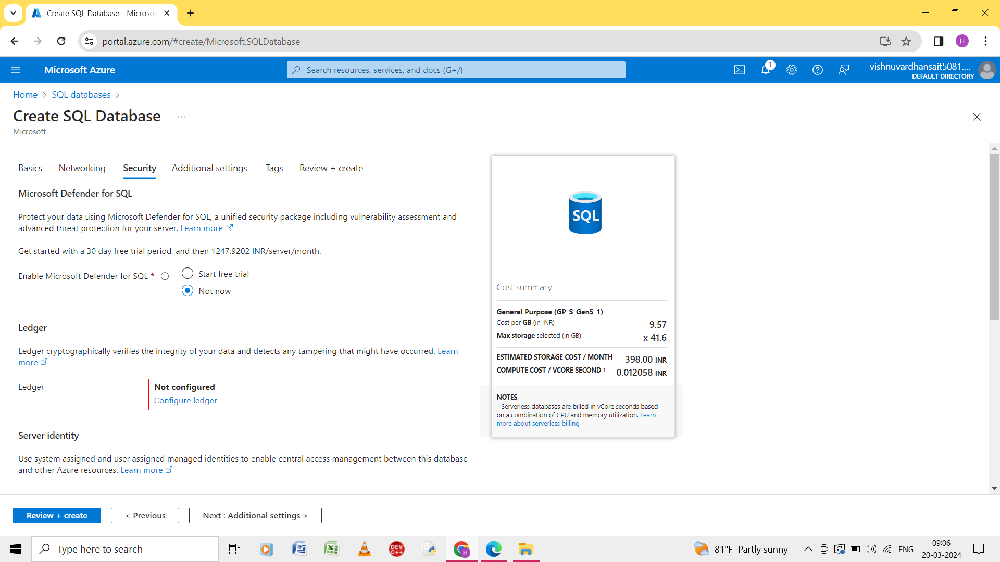 Create SQL Database - Microso
portal.azure.com/#create/Microsoft.SQLDatabase
H
Microsoft Azure
Search resources, services, and docs (G+/)
1
vishnuvardhansait5081....
DEFAULT DIRECTORY
Home > SQL databases >
Create SQL Database ...
Microsoft
Basics Networking Security Additional settings Tags Review + create
Microsoft Defender for SQL
Protect your data using Microsoft Defender for SQL, a unified security package including vulnerability assessment and
advanced threat protection for your server. Learn more
Get started with a 30 day free trial period, and then 1247.9202 INR/server/month.
Enable Microsoft Defender for SQL *
Start free trial
Not now
Ledger
Ledger cryptographically verifies the integrity of your data and detects any tampering that might have occurred. Learn
more
Ledger
Not configured
Configure ledger
Server identity
Use system assigned and user assigned managed identities to enable central access management between this database
and other Azure resources. Learn more
SQL
Cost summary
General Purpose (GP_S_Gen5_1)
Cost per GB (in INR) 9.57
Max storage selected (in GB) x 41.6
ESTIMATED STORAGE COST / MONTH 398.00 INR
COMPUTE COST / VCORE SECOND ¹ 0.012058 INR
NOTES
¹ Serverless databases are billed in vCore seconds based
on a combination of CPU and memory utilization. Learn
more about serverless billing
Review + create
< Previous
Next : Additional settings >
Type here to search
DEV
C++
H
81°F Partly sunny
ENG
09:06
20-03-2024